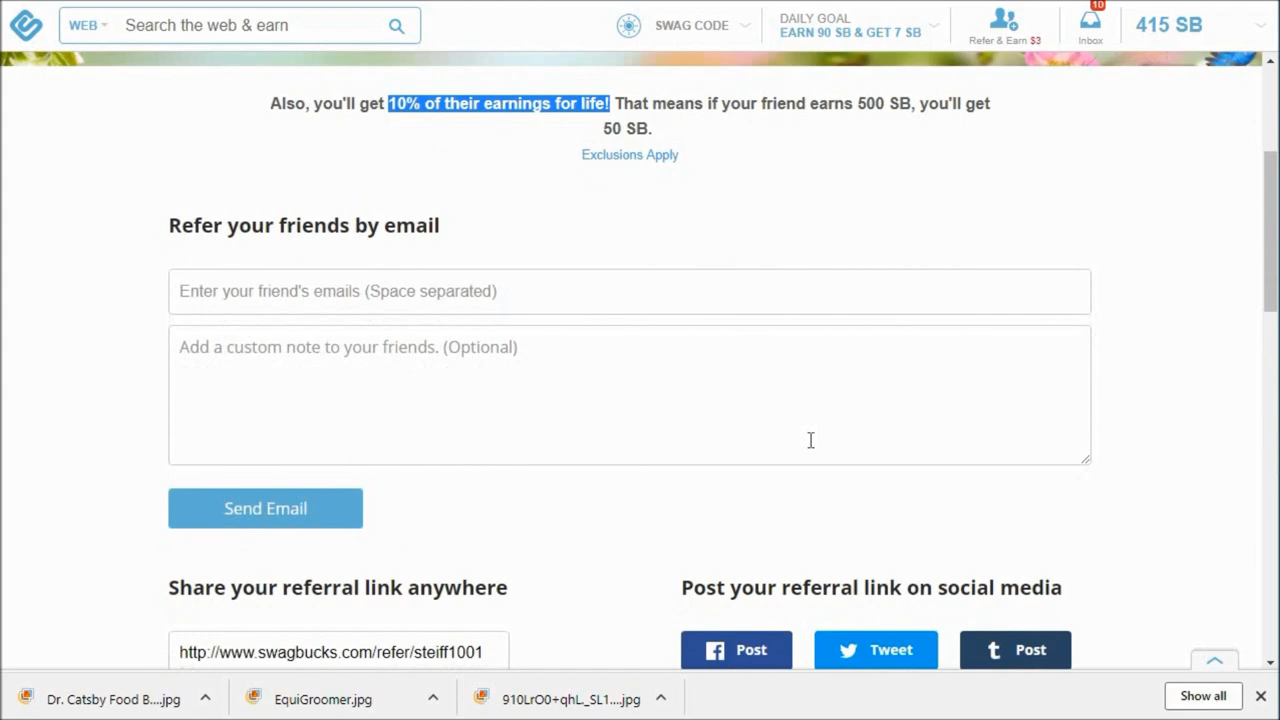 WEB
Search the web & earn
SWAG CODE
DAILY GOAL
EARN 90 SB & GET 7 SB
Refer & Earn $3
10
Inbox
415 SB
Also, you'll get 10% of their earnings for life! That means if your friend earns 500 SB, you'll get
50 SB.
Exclusions Apply
Refer your friends by email
Enter your friend's emails (Space separated)
Add a custom note to your friends. (Optional)
Send Email
Share your referral link anywhere
http://www.swagbucks.com/refer/steiff1001
Post your referral link on social media
Post
Tweet
Post
Dr. Catsby Food B....jpg
EquiGroomer.jpg
910LrO0+qhL._SL1....jpg
Show all